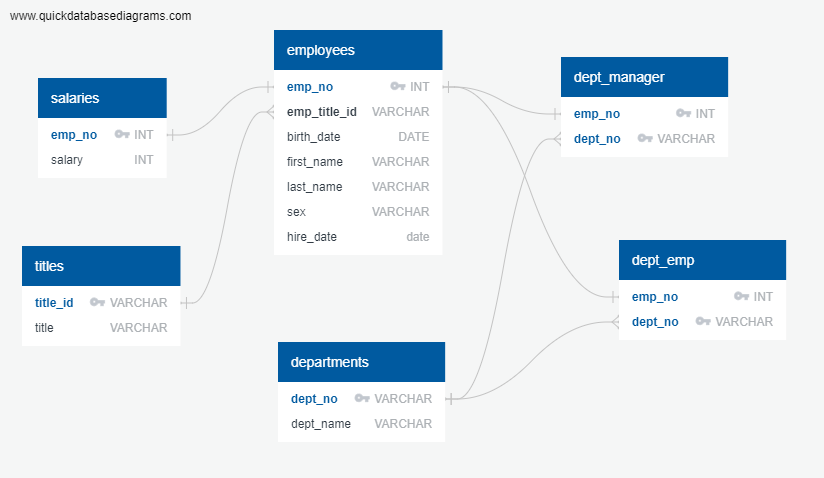 www.quickdatabasediagrams.com
employees
emp_no INT
emp_title_id VARCHAR
birth_date DATE
first_name VARCHAR
last_name VARCHAR
sex VARCHAR
hire_date date
dept_manager
emp_no INT
dept_no VARCHAR
salaries
emp_no INT
salary INT
titles
title_id VARCHAR
title VARCHAR
dept_emp
emp_no INT
dept_no VARCHAR
departments
dept_no VARCHAR
dept_name VARCHAR